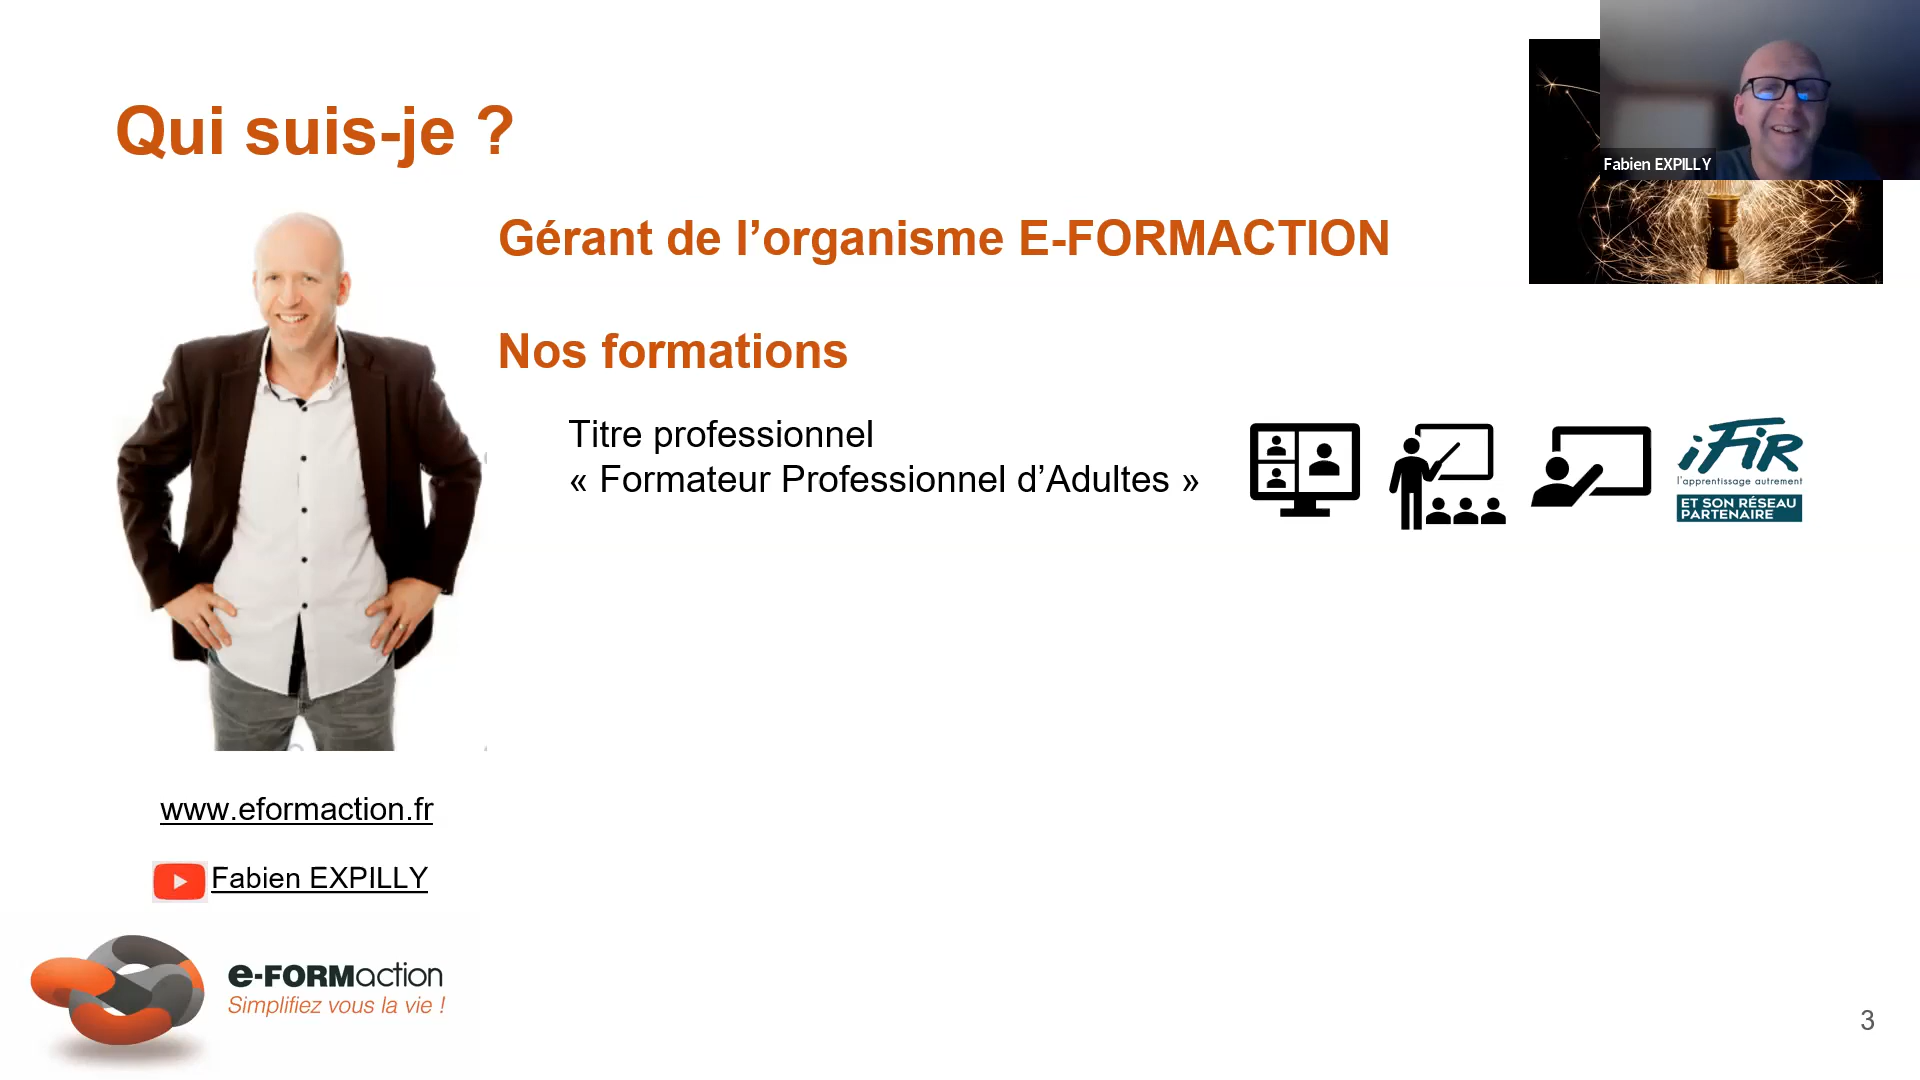 Qui suis-je ?
Fabien EXPILLY
Gérant de l’organisme E-FORMACTION
Nos formations
Titre professionnel
« Formateur Professionnel d’Adultes »
iFiR
l'apprentissage autrement
ET SON RÉSEAU
PARTENAIRE
www.eformaction.fr
Fabien EXPILLY
e-FORMaction
Simplifiez vous la vie !
3